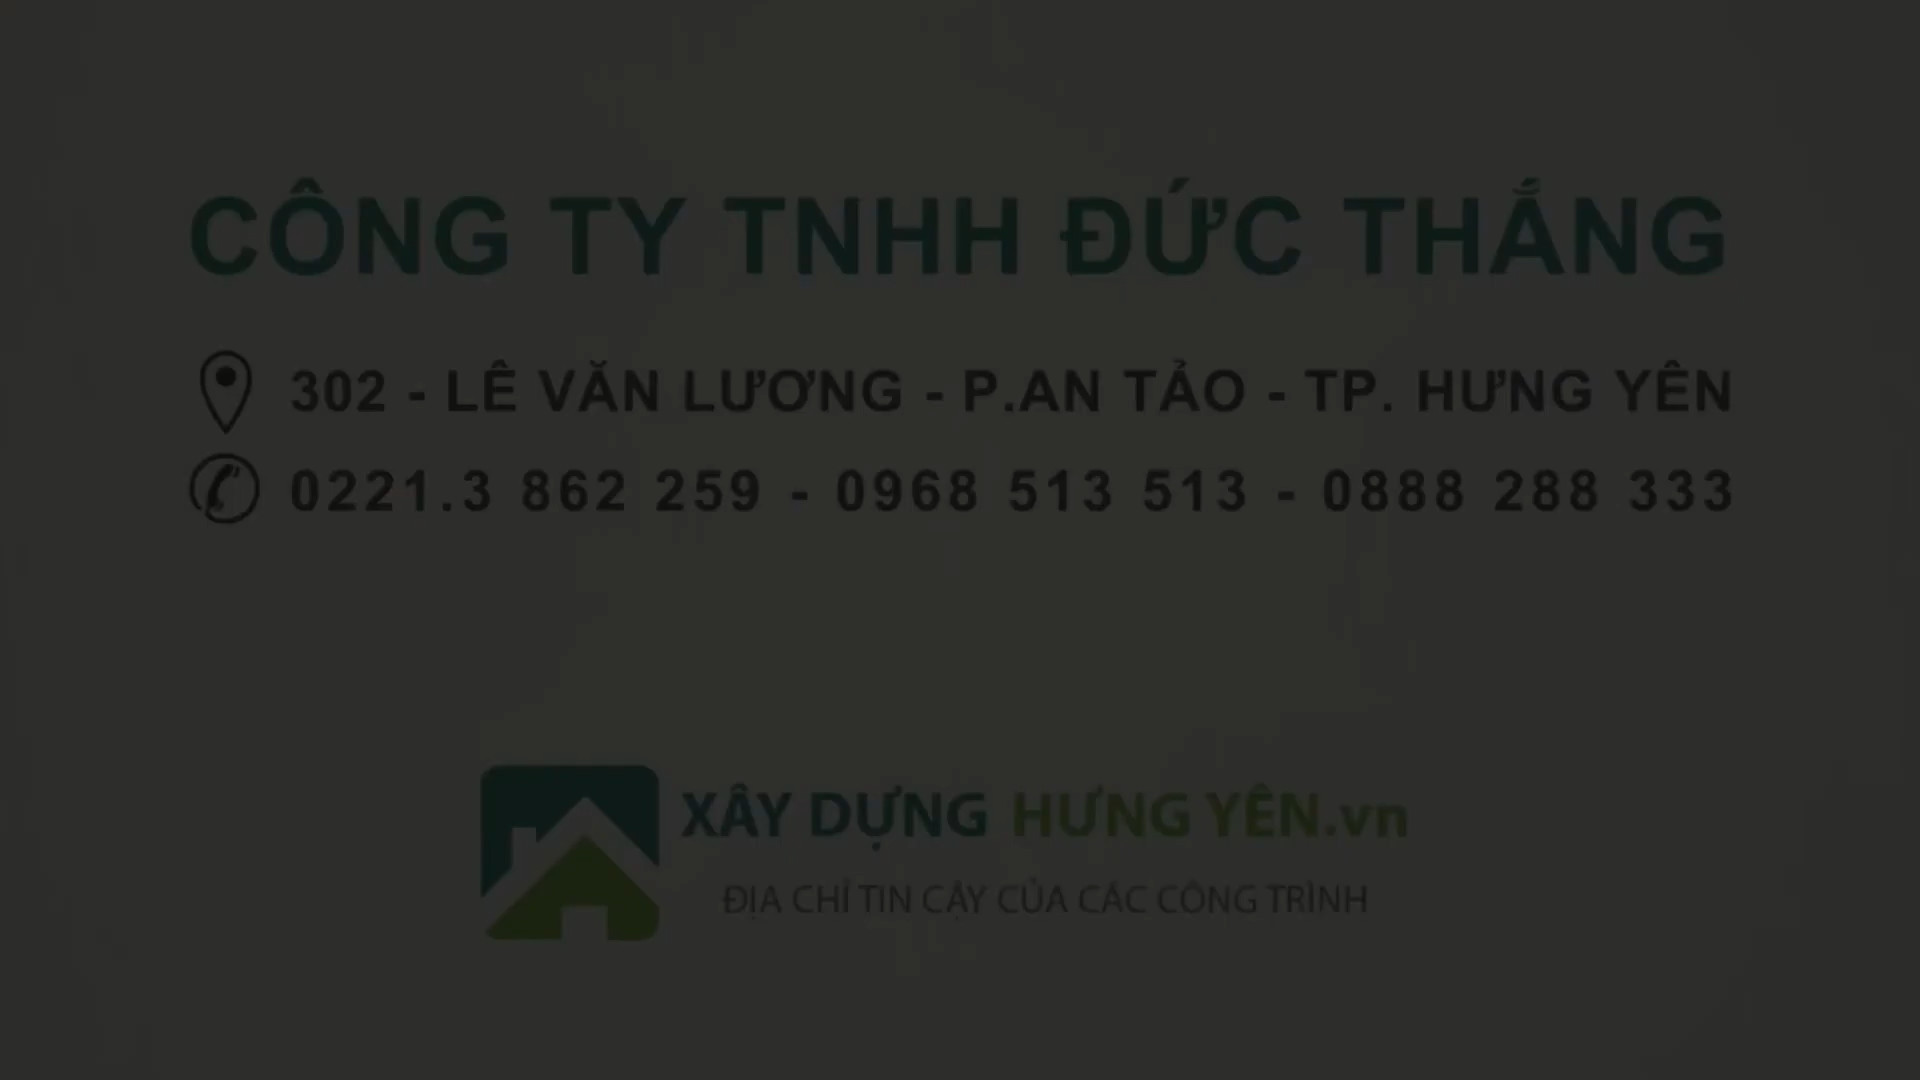 CÔNG TY TNHH ĐỨC THẮNG
302 - LÊ VĂN LƯƠNG - P.AN TẢO - TP. HƯNG YÊN
0221.3 862 259 - 0968 513 513 - 0888 288 333
XÂY DỰNG HƯNG YÊN.vn
ĐỊA CHỈ TIN CẬY CỦA CÁC CÔNG TRÌNH